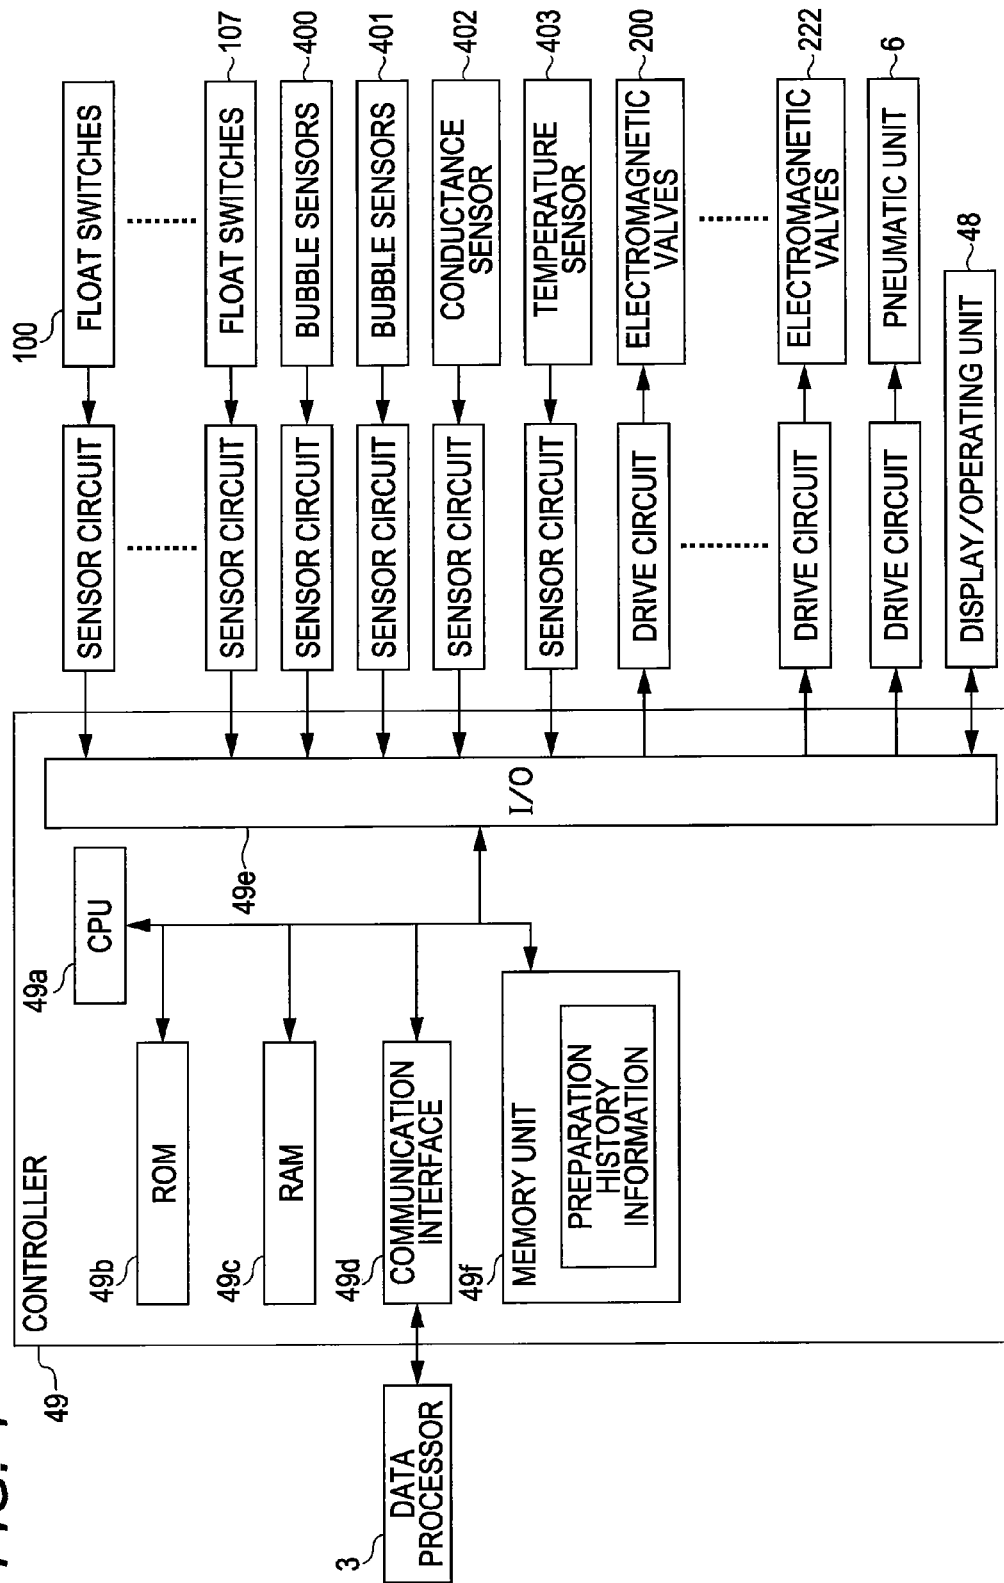 CONTROLLER
49
CPU
49a
ROM
49b
RAM
49c
COMMUNICATION
INTERFACE
49d
MEMORY UNIT
49f
PREPARATION
HISTORY
INFORMATION
DATA
PROCESSOR
3
I/O
49e
SENSOR CIRCUIT
FLOAT SWITCHES
100
SENSOR CIRCUIT
FLOAT SWITCHES
107
SENSOR CIRCUIT
BUBBLE SENSORS
400
SENSOR CIRCUIT
BUBBLE SENSORS
401
SENSOR CIRCUIT
CONDUCTANCE
SENSOR
402
SENSOR CIRCUIT
TEMPERATURE
SENSOR
403
DRIVE CIRCUIT
ELECTROMAGNETIC
VALVES
200
DRIVE CIRCUIT
ELECTROMAGNETIC
VALVES
222
DRIVE CIRCUIT
PNEUMATIC UNIT
6
DISPLAY/OPERATING UNIT
48